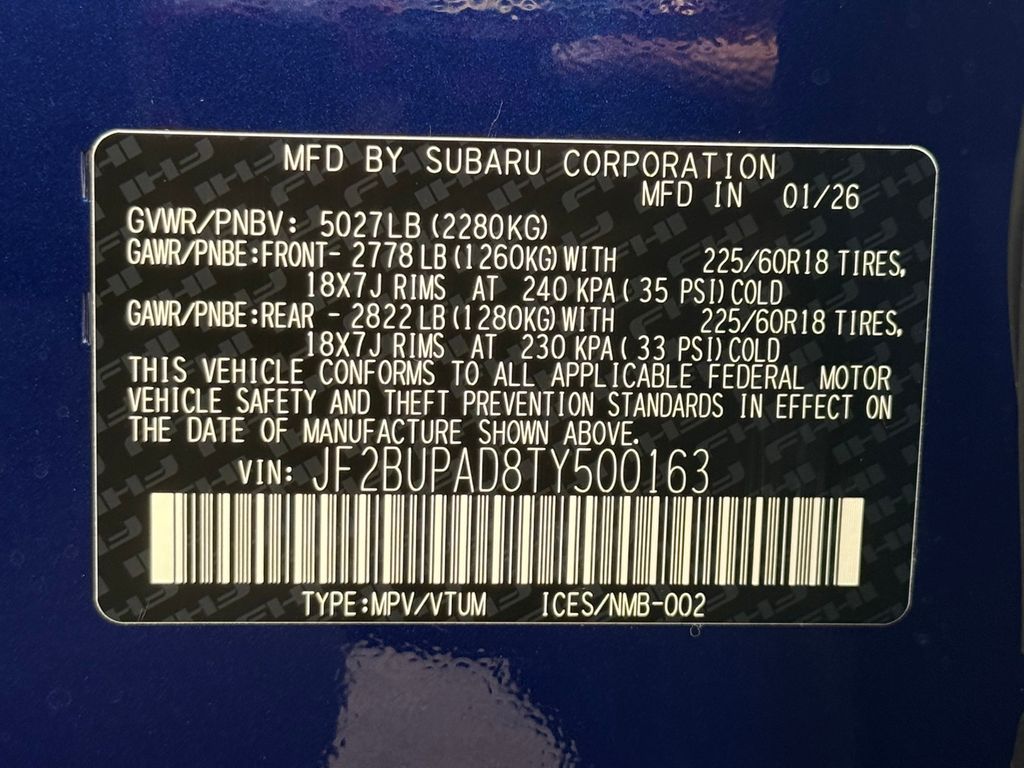 MFD BY SUBARU CORPORATION
MFD IN 01/26
GVWR/PNBV: 5027LB (2280KG)
GAWR/PNBE:FRONT- 2778 LB (1260KG) WITH 225/60R18 TIRES,
18X7J RIMS AT 240 KPA ( 35 PSI) COLD
GAWR/PNBE:REAR - 2822 LB (1280KG) WITH 225/60R18 TIRES,
18X7J RIMS AT 230 KPA ( 33 PSI) COLD
THIS VEHICLE CONFORMS TO ALL APPLICABLE FEDERAL MOTOR
VEHICLE SAFETY AND THEFT PREVENTION STANDARDS IN EFFECT ON
THE DATE OF MANUFACTURE SHOWN ABOVE.
VIN: JF2BUPAD8TY500163
TYPE:MPV/VTUM ICES/NMB-002